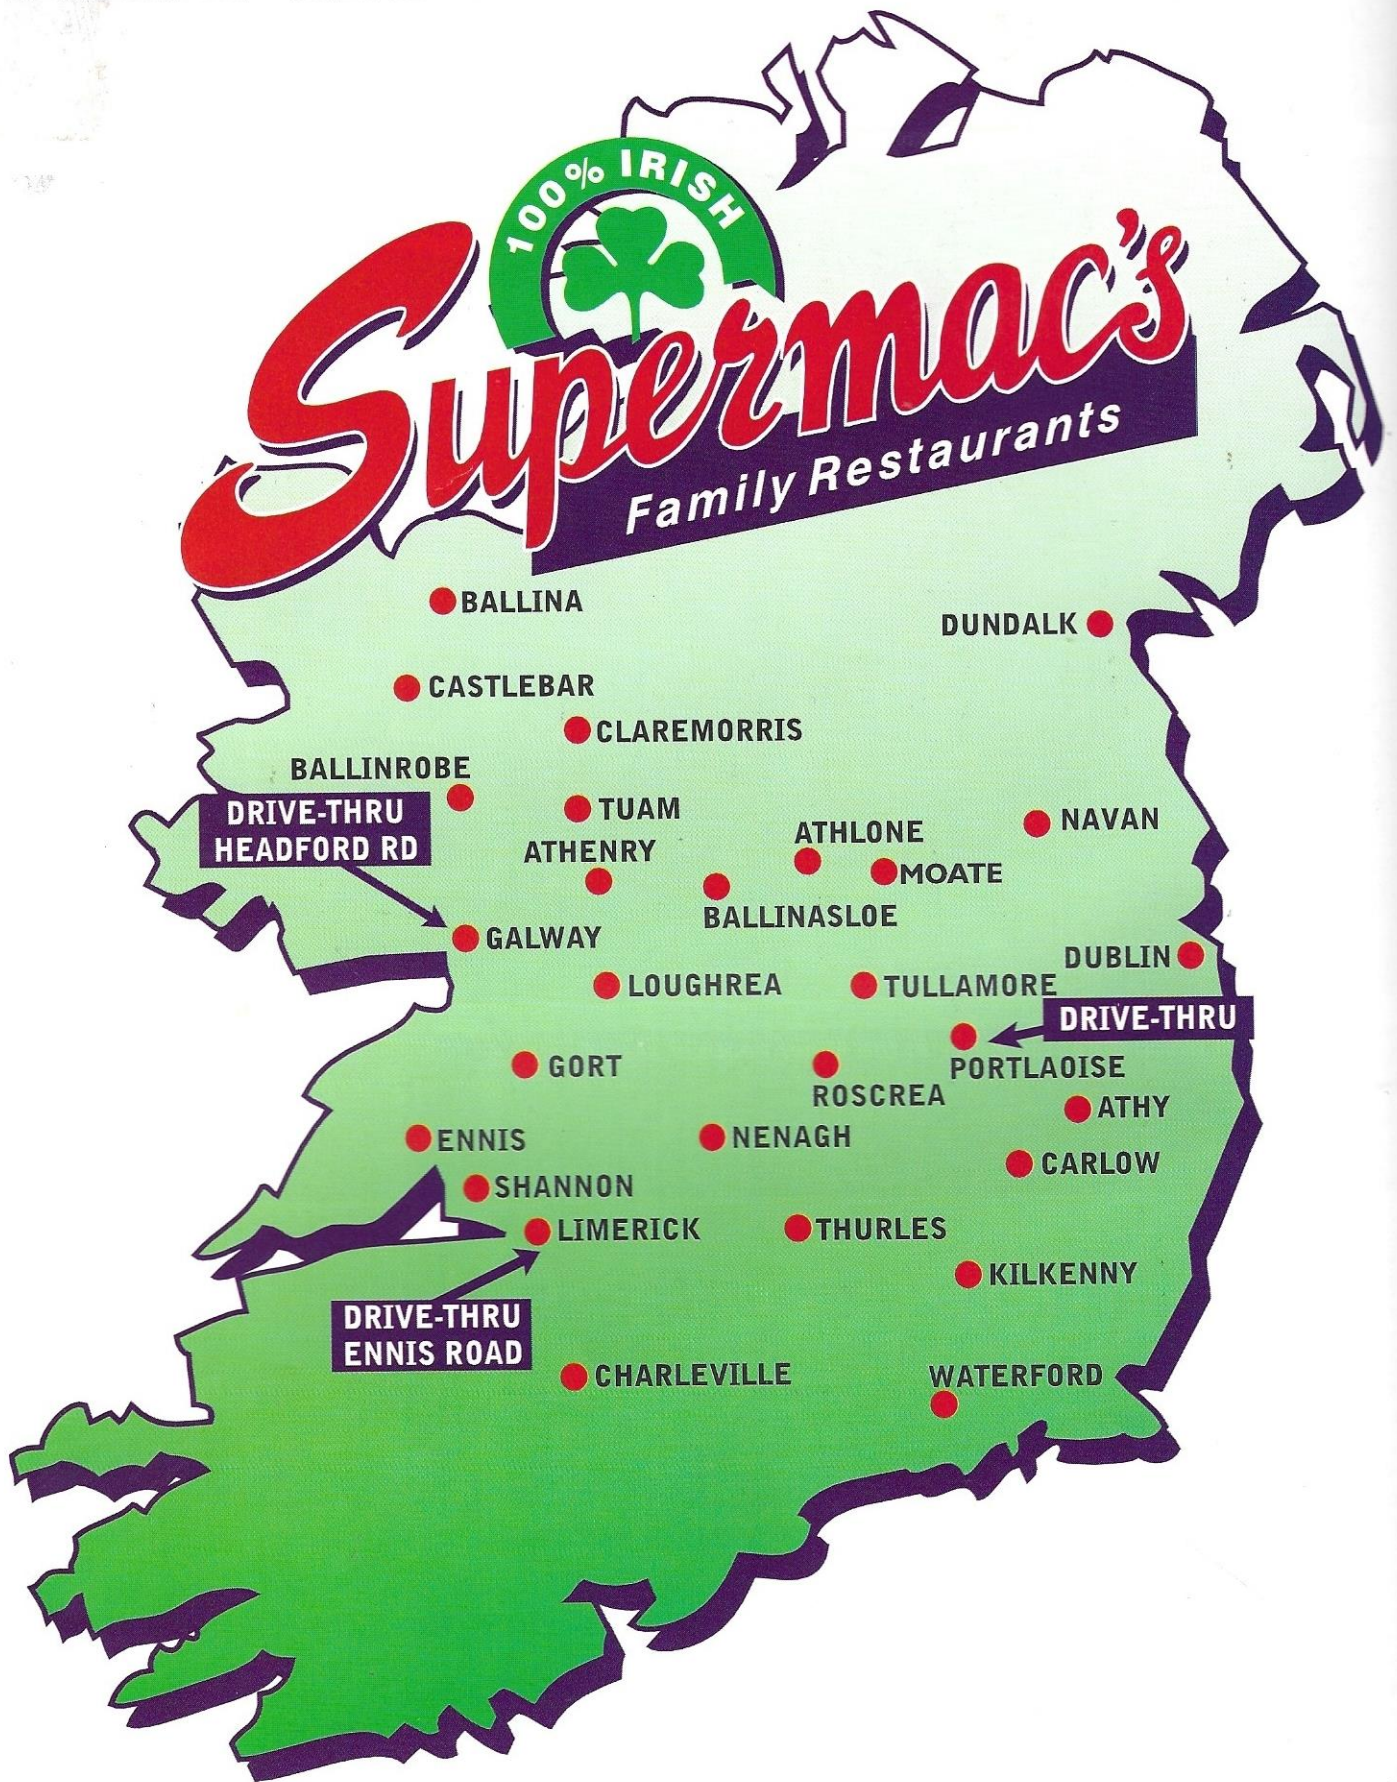 100% IRISH
Supermac's
Family Restaurants
BALLINA
DUNDALK
CASTLEBAR
CLAREMORRIS
BALLINROBE
DRIVE-THRU
HEADFORD RD
TUAM
NAVAN
ATHLONE
ATHENRY
MOATE
BALLINASLOE
GALWAY
DUBLIN
LOUGHREA
TULLAMORE
DRIVE-THRU
PORTLAOISE
GORT
ROSCREA
ATHY
ENNIS
NENAGH
CARLOW
SHANNON
LIMERICK
THURLES
KILKENNY
DRIVE-THRU
ENNIS ROAD
CHARLEVILLE
WATERFORD